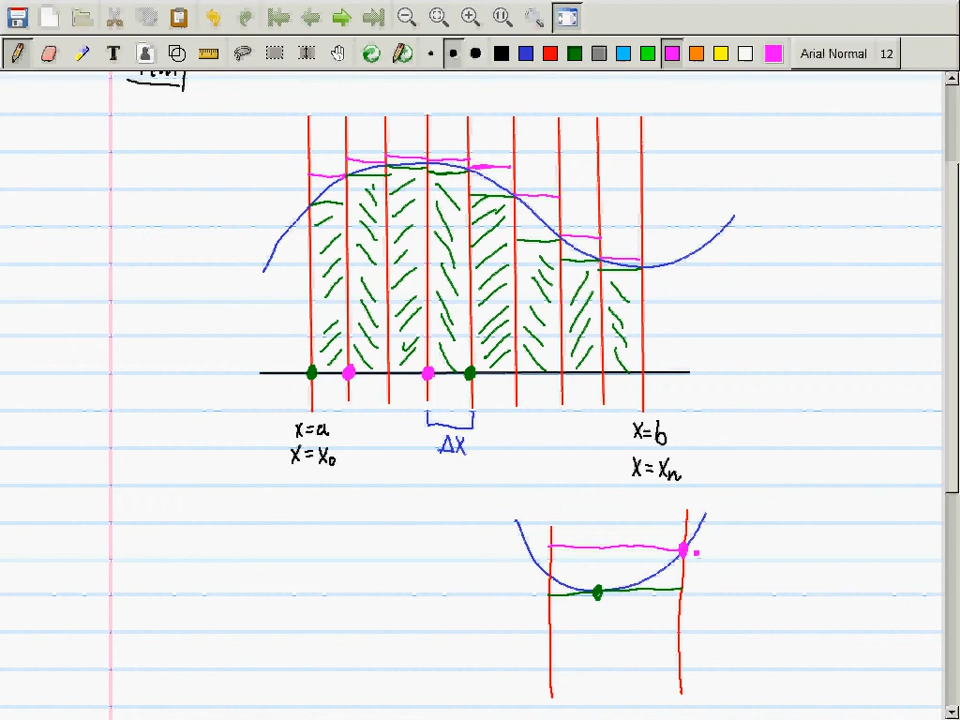 Arial Normal 12
x=a
x=x₀
Δx
x=b
x=xₙ